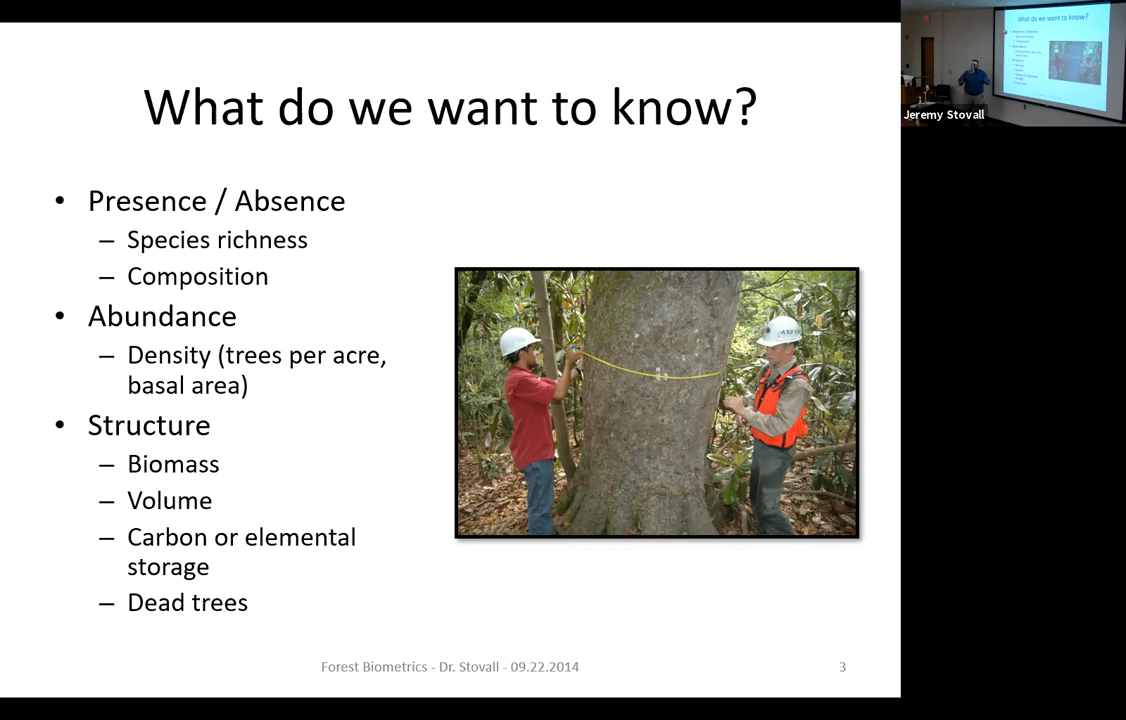 What do we want to know?
• Presence / Absence
– Species richness
– Composition
• Abundance
– Density (trees per acre,
basal area)
• Structure
– Biomass
– Volume
– Carbon or elemental
storage
– Dead trees
Forest Biometrics - Dr. Stovall - 09.22.2014
3
What do we want to know?
Jeremy Stovall